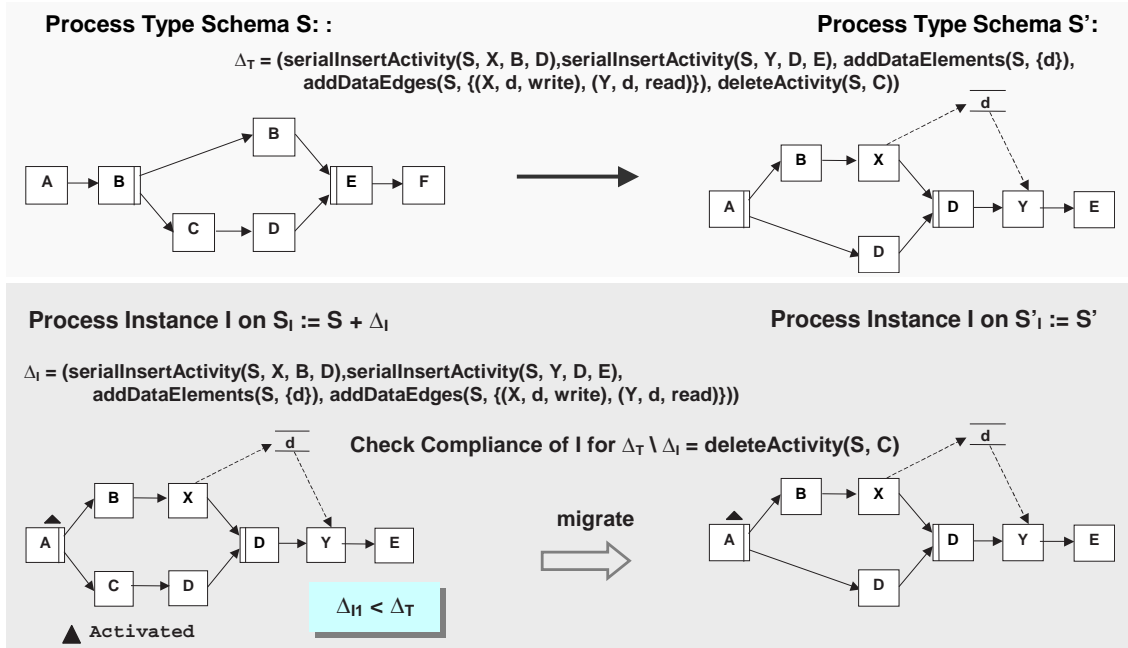 Process Type Schema S: :
Process Type Schema S’:
ΔT = (serialInsertActivity(S, X, B, D),serialInsertActivity(S, Y, D, E), addDataElements(S, {d}),
addDataEdges(S, {(X, d, write), (Y, d, read)}), deleteActivity(S, C))
d
B
B
X
A
B
E
F
A
D
Y
E
C
D
D
Process Instance I on SI := S + ΔI
Process Instance I on S’I := S’
ΔI = (serialInsertActivity(S, X, B, D),serialInsertActivity(S, Y, D, E),
addDataElements(S, {d}), addDataEdges(S, {(X, d, write), (Y, d, read)}))
d
Check Compliance of I for ΔT \ ΔI = deleteActivity(S, C)
d
B
X
B
X
migrate
A
D
Y
E
A
D
Y
E
C
D
D
ΔI1 < ΔT
Activated